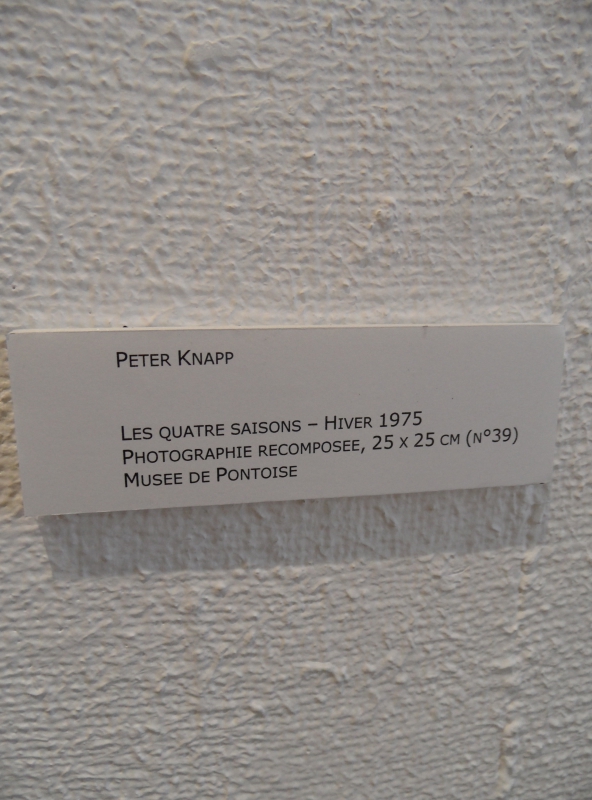 PETER KNAPP
LES QUATRE SAISONS – HIVER 1975
PHOTOGRAPHIE RECOMPOSEE, 25 X 25 CM (N°39)
MUSEE DE PONTOISE